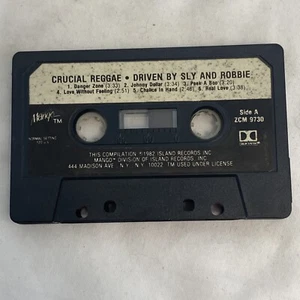 CRUCIAL REGGAE • DRIVEN BY SLY AND ROBBIE
1. Danger Zone (3:33) 2. Johnny Dollar (3:34) 3. Peek A Boo (3:20)
4. Love Without Feeling (2:51) 5. Chalice In Hand (2:48) 6. Real Love (3:38)
Mango
TM
Side A
ZCM 9730
THIS COMPILATION ℗1982 ISLAND RECORDS INC
MANGO® DIVISION OF ISLAND RECORDS, INC
444 MADISON AVE. N.Y. N.Y. 10022 TM USED UNDER LICENSE